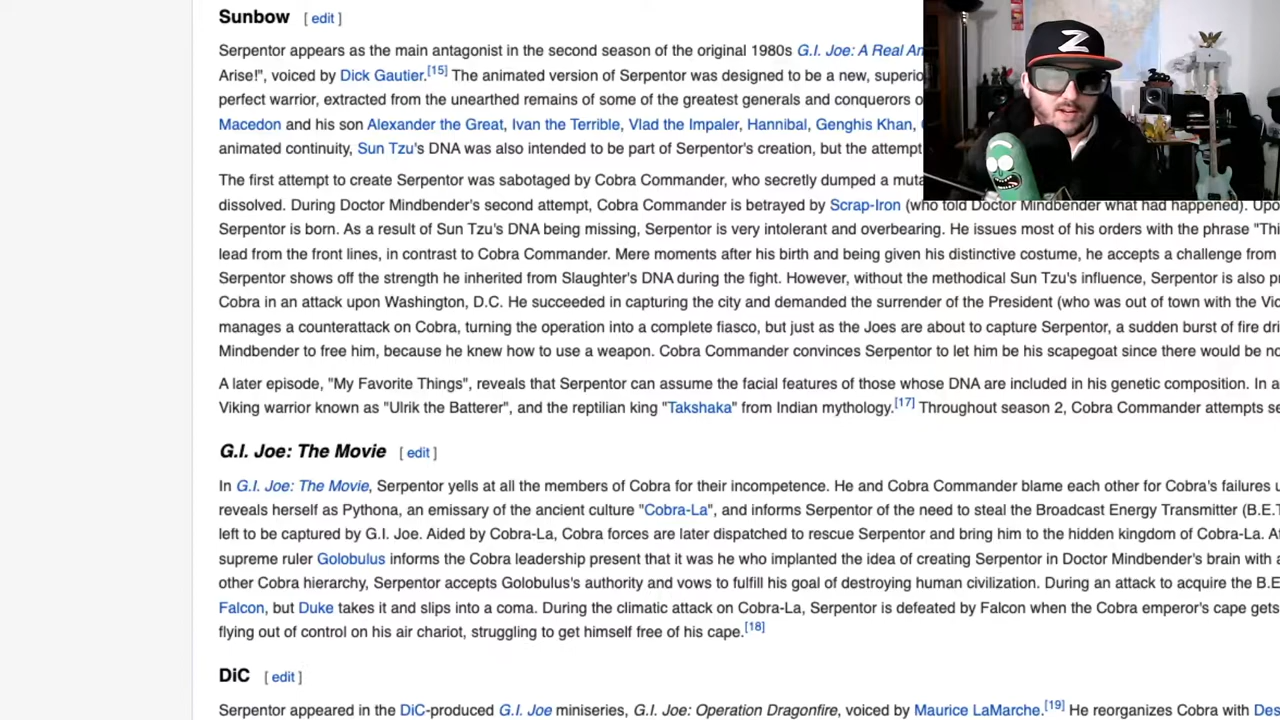 Sunbow [ edit ]
Serpentor appears as the main antagonist in the second season of the original 1980s G.I. Joe: A Real
Arise!", voiced by Dick Gautier.[15] The animated version of Serpentor was designed to be a new,
perfect warrior, extracted from the unearthed remains of some of the greatest generals and conquerors o
Z
Macedon and his son Alexander the Great, Ivan the Terrible, Vlad the Impaler, Hannibal, Genghis Khan,
animated continuity, Sun Tzu's DNA was also intended to be part of Serpentor's creation, but the attempt
The first attempt to create Serpentor was sabotaged by Cobra Commander, who secretly dumped a
dissolved. During Doctor Mindbender's second attempt, Cobra Commander is betrayed by Scrap-Iron (who told Doctor Mindbender what had happened). Upo
Serpentor is born. As a result of Sun Tzu's DNA being missing, Serpentor is very intolerant and overbearing. He issues most of his orders with the phrase "Thi
lead from the front lines, in contrast to Cobra Commander. Mere moments after his birth and being given his distinctive costume, he accepts a challenge from
Serpentor shows off the strength he inherited from Slaughter's DNA during the fight. However, without the methodical Sun Tzu's influence, Serpentor is also p
Cobra in an attack upon Washington, D.C. He succeeded in capturing the city and demanded the surrender of the President (who was out of town with the Vic
manages a counterattack on Cobra, turning the operation into a complete fiasco, but just as the Joes are about to capture Serpentor, a sudden burst of fire dri
Mindbender to free him, because he knew how to use a weapon. Cobra Commander convinces Serpentor to let him be his scapegoat since there would be no
A later episode, "My Favorite Things", reveals that Serpentor can assume the facial features of those whose DNA are included in his genetic composition. In a
Viking warrior known as "Ulrik the Batterer", and the reptilian king "Takshaka" from Indian mythology.[17] Throughout season 2, Cobra Commander attempts se
G.I. Joe: The Movie [ edit ]
In G.I. Joe: The Movie, Serpentor yells at all the members of Cobra for their incompetence. He and Cobra Commander blame each other for Cobra's failures u
reveals herself as Pythona, an emissary of the ancient culture "Cobra-La", and informs Serpentor of the need to steal the Broadcast Energy Transmitter (B.E.T
left to be captured by G.I. Joe. Aided by Cobra-La, Cobra forces are later dispatched to rescue Serpentor and bring him to the hidden kingdom of Cobra-La. Af
supreme ruler Golobulus informs the Cobra leadership present that it was he who implanted the idea of creating Serpentor in Doctor Mindbender's brain with a
other Cobra hierarchy, Serpentor accepts Golobulus's authority and vows to fulfill his goal of destroying human civilization. During an attack to acquire the B.E
Falcon, but Duke takes it and slips into a coma. During the climatic attack on Cobra-La, Serpentor is defeated by Falcon when the Cobra emperor's cape gets
flying out of control on his air chariot, struggling to get himself free of his cape.[18]
DiC [ edit ]
Serpentor appeared in the DiC-produced G.I. Joe miniseries, G.I. Joe: Operation Dragonfire, voiced by Maurice LaMarche.[19] He reorganizes Cobra with Des